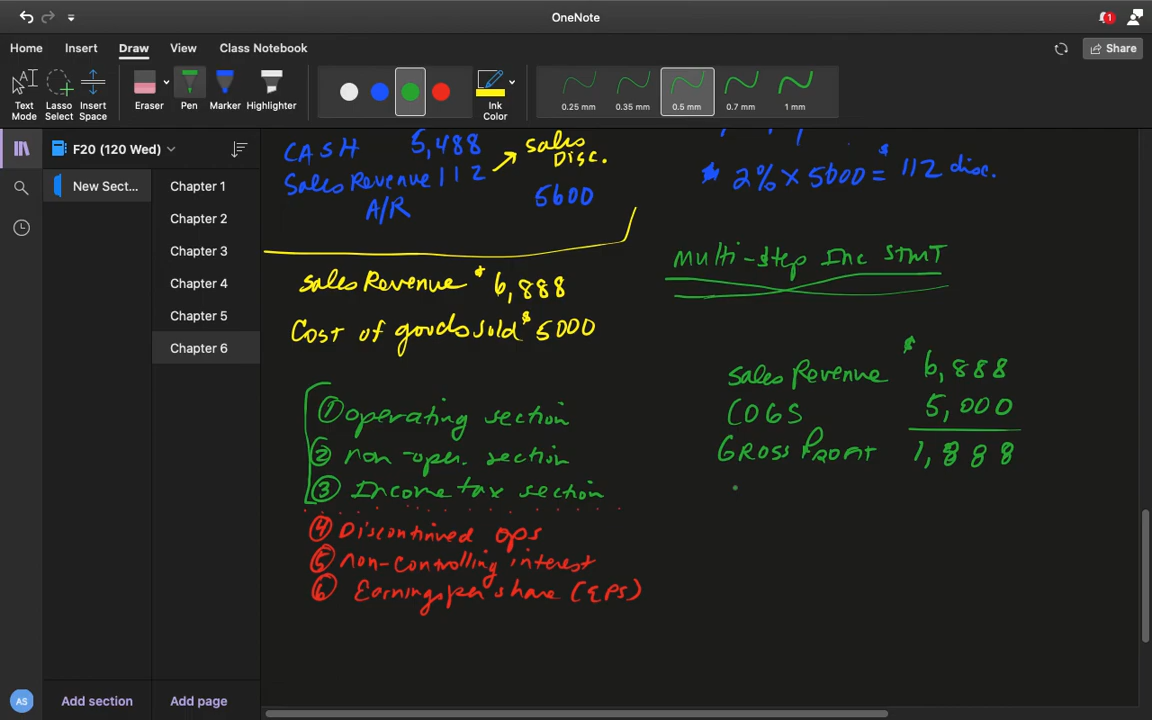 OneNote
1
Home Insert Draw View Class Notebook
Share
Text Mode
Lasso Select
Insert Space
Eraser
Pen
Marker
Highlighter
Ink Color
0.25 mm
0.35 mm
0.5 mm
0.7 mm
1 mm
F20 (120 Wed)
New Sect...
Chapter 1
Chapter 2
Chapter 3
Chapter 4
Chapter 5
Chapter 6
CASH 5,488
Sales Revenue 112
A/R 5600
Sales Disc.
2% x 5600 = $112 disc.
Sales Revenue $6,888
Cost of goods sold $5000
① operating section
② non-oper. section
③ Income tax section
④ Discontinued ops
⑤ non-controlling interest
⑥ Earnings per share (EPS)
Multi-step Inc STMT
Sales Revenue $6,888
COGS 5,000
GROSS PROFIT 1,888
AS
Add section
Add page